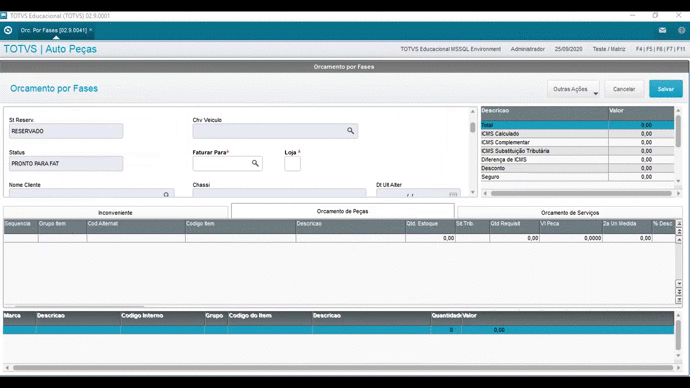 TOTVS Educacional (TOTVS) 02.9.0001
Orc. Por Fases [02.9.0041]
TOTVS | Auto Peças
TOTVS Educacional MSSQL Environment Administrador 25/09/2020 Teste / Matriz F4 | F5 | F6 | F7 | F11
Orcamento por Fases
Orcamento por Fases
Outras Ações Cancelar Salvar
St Reserv. Chv Veiculo
RESERVADO
Status Faturar Para* Loja *
PRONTO PARA FAT
Nome Cliente Chassi Dt Ult Alter
/ /
Descricao Valor
Total 0,00
ICMS Calculado 0,00
ICMS Complementar 0,00
ICMS Substituição Tributária 0,00
Diferença de ICMS 0,00
Desconto 0,00
Seguro 0,00
Inconveniente Orcamento de Peças Orcamento de Serviços
Sequencia Grupo Item Cod Alternat Codigo Item Descricao Qtd. Estoque Sit Trib. Qtd Requisit Vl Peca 2a Un Medida % Desc
0,00 0,00 0,0000 0,00
Marca Descricao Codigo Interno Grupo Codigo do Item Descricao Quantidade Valor
0 0,00